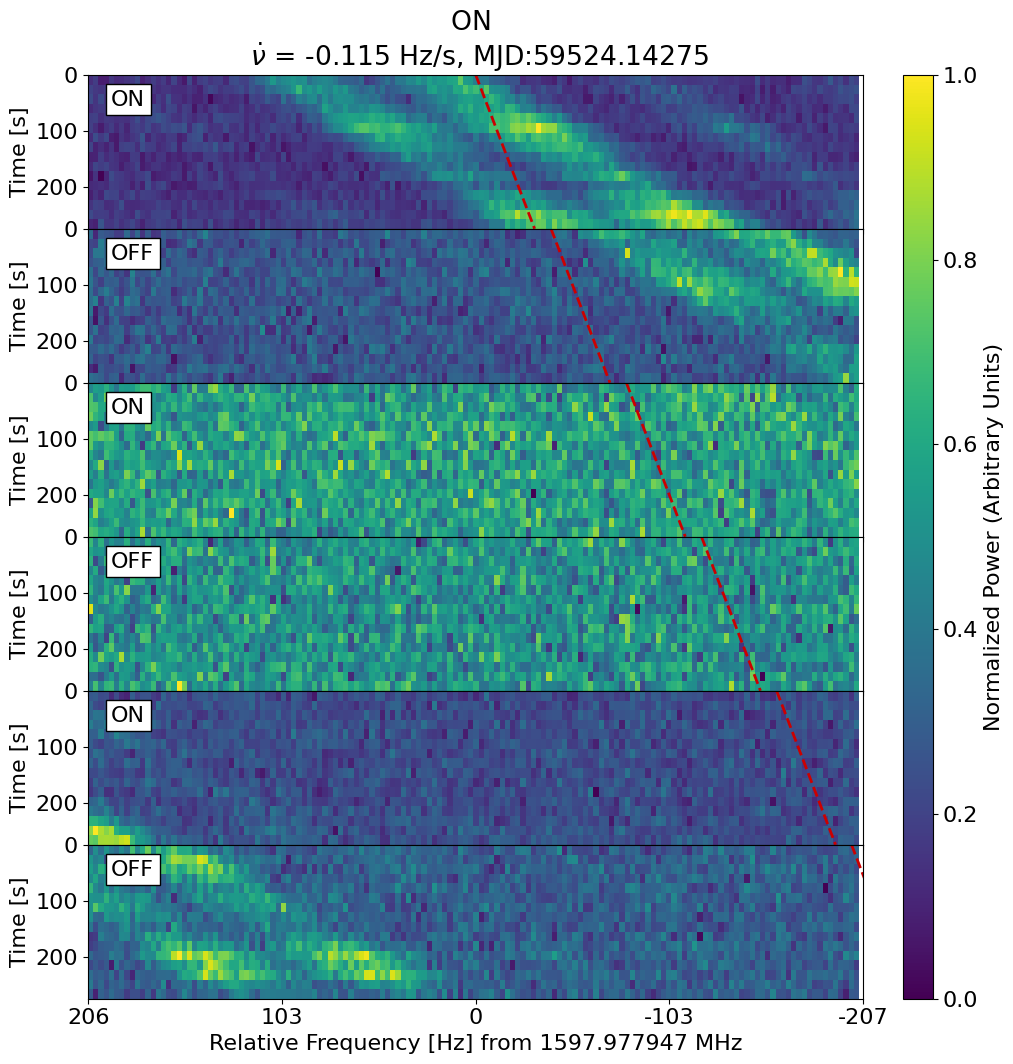 ON
ν̇ = -0.115 Hz/s, MJD:59524.14275
0
ON
100
Time [s]
200
0
OFF
100
Time [s]
200
0
ON
100
Time [s]
200
0
OFF
100
Time [s]
200
0
ON
100
Time [s]
200
0
OFF
100
Time [s]
200
206 103 0 -103 -207
Relative Frequency [Hz] from 1597.977947 MHz
1.0
0.8
0.6
0.4
0.2
0.0
Normalized Power (Arbitrary Units)